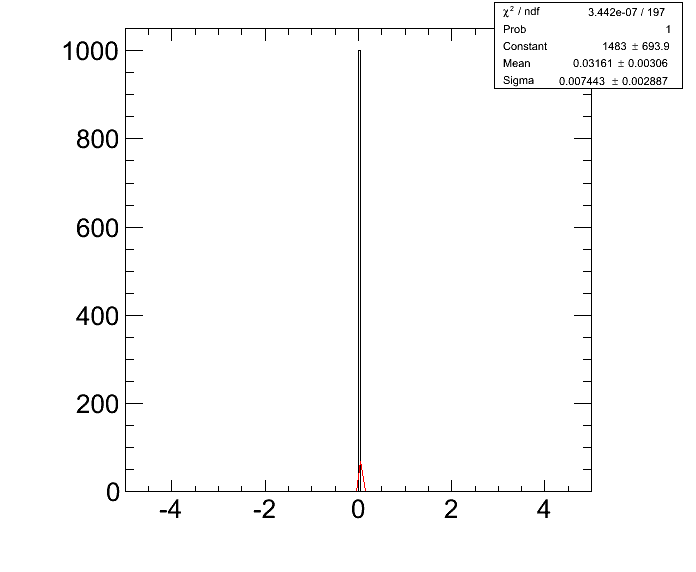 χ² / ndf 3.442e-07 / 197
Prob 1
Constant 1483 ± 693.9
Mean 0.03161 ± 0.00306
Sigma 0.007443 ± 0.002887
1000
800
600
400
200
0
-4 -2 0 2 4